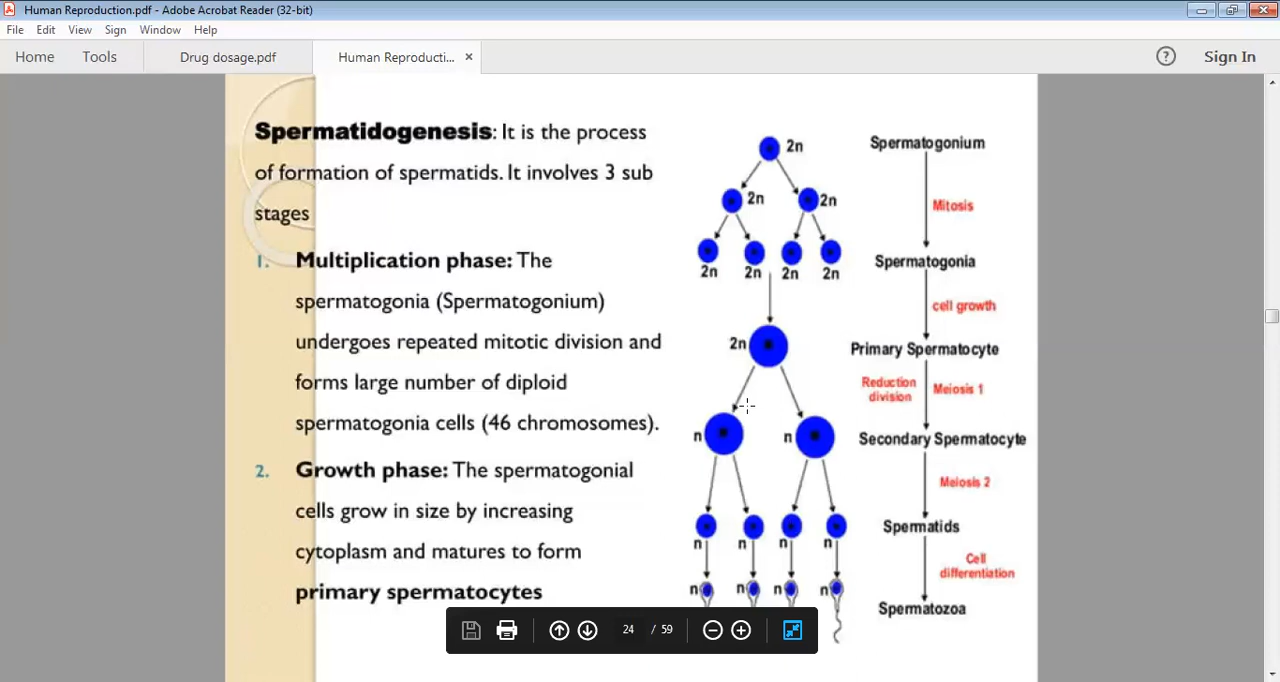 Human Reproduction.pdf - Adobe Acrobat Reader (32-bit)
File Edit View Sign Window Help
Home Tools Drug dosage.pdf Human Reproducti... × ? Sign In
Spermatidogenesis: It is the process
of formation of spermatids. It involves 3 sub
stages
1. Multiplication phase: The
spermatogonia (Spermatogonium)
undergoes repeated mitotic division and
forms large number of diploid
spermatogonia cells (46 chromosomes).
2. Growth phase: The spermatogonial
cells grow in size by increasing
cytoplasm and matures to form
primary spermatocytes
2n
2n 2n
2n 2n 2n 2n
2n
n n
n n n n
n n n n
Spermatogonium
Mitosis
Spermatogonia
cell growth
Primary Spermatocyte
Reduction
division
Meiosis 1
Secondary Spermatocyte
Meiosis 2
Spermatids
Cell
differentiation
Spermatozoa
24 / 59